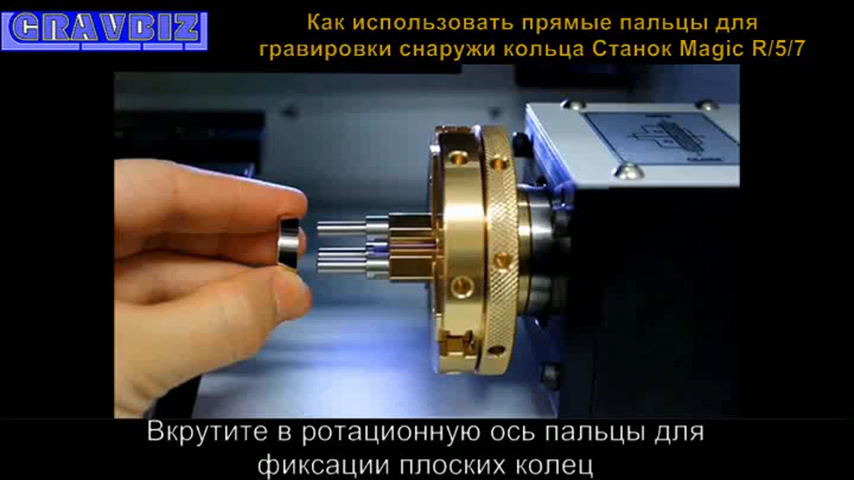 GRAVBIZ
Как использовать прямые пальцы для
гравировки снаружи кольца Станок Magic R/5/7
Вкрутите в ротационную ось пальцы для
фиксации плоских колец